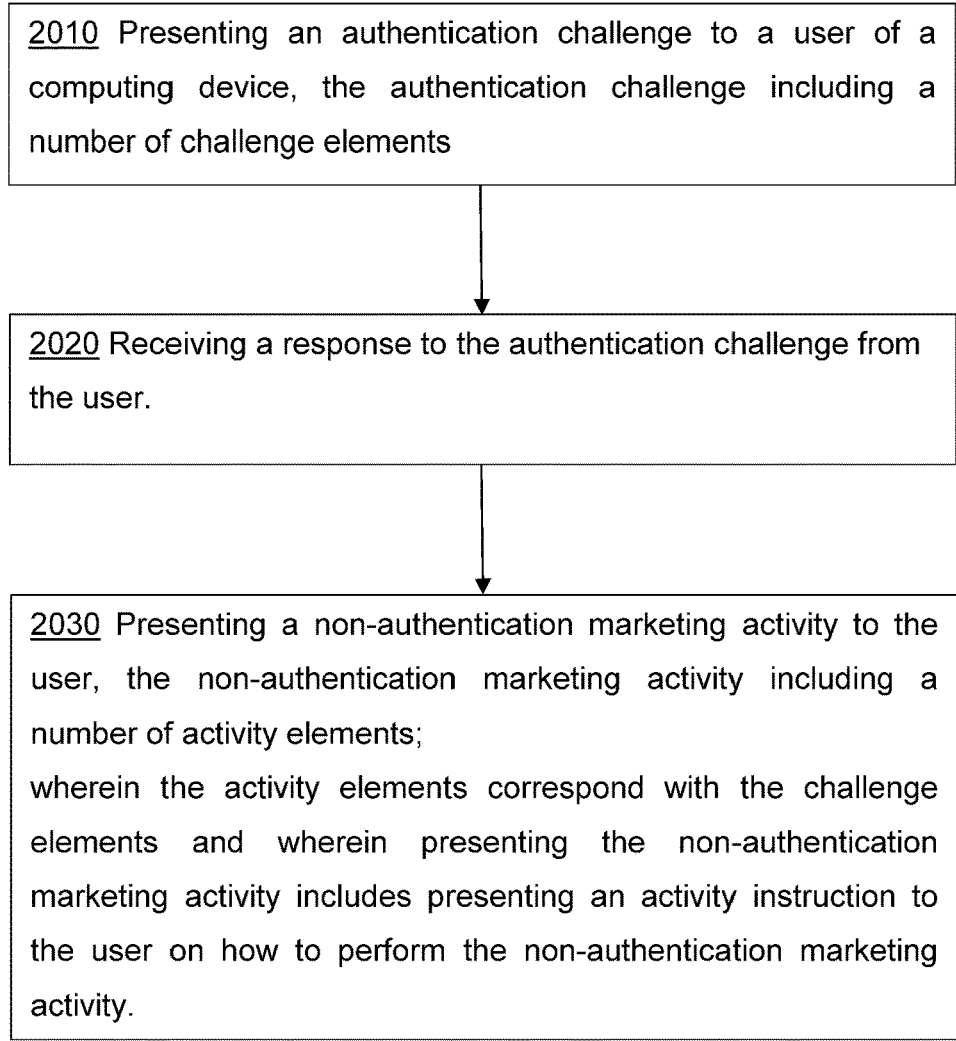 2010 Presenting an authentication challenge to a user of a
computing device, the authentication challenge including a
number of challenge elements
2020 Receiving a response to the authentication challenge from
the user.
2030 Presenting a non-authentication marketing activity to the
user, the non-authentication marketing activity including a
number of activity elements;
wherein the activity elements correspond with the challenge
elements and wherein presenting the non-authentication
marketing activity includes presenting an activity instruction to
the user on how to perform the non-authentication marketing
activity.